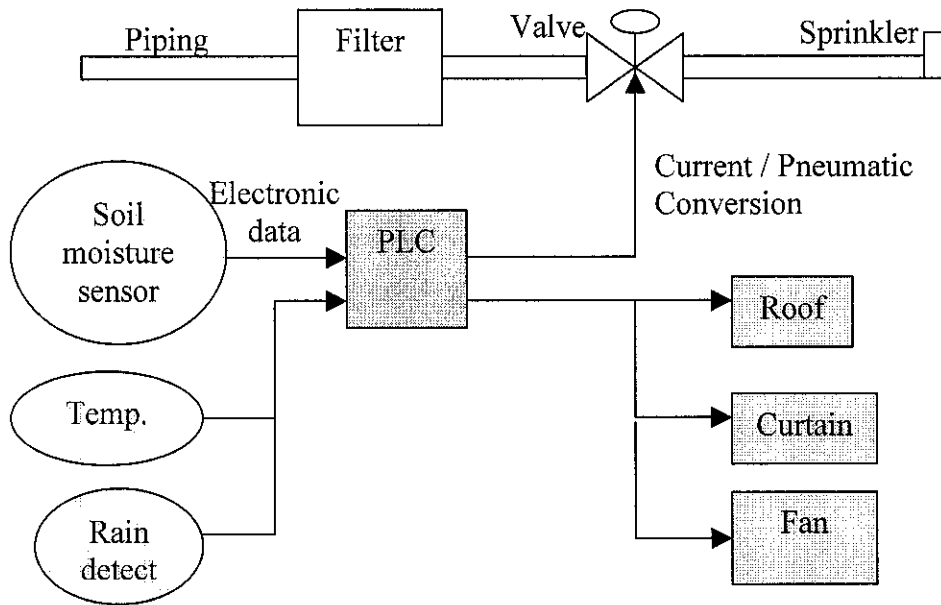 Piping
Filter
Valve
Sprinkler
Current / Pneumatic
Conversion
Electronic
data
Soil
moisture
sensor
PLC
Roof
Temp.
Curtain
Rain
detect
Fan